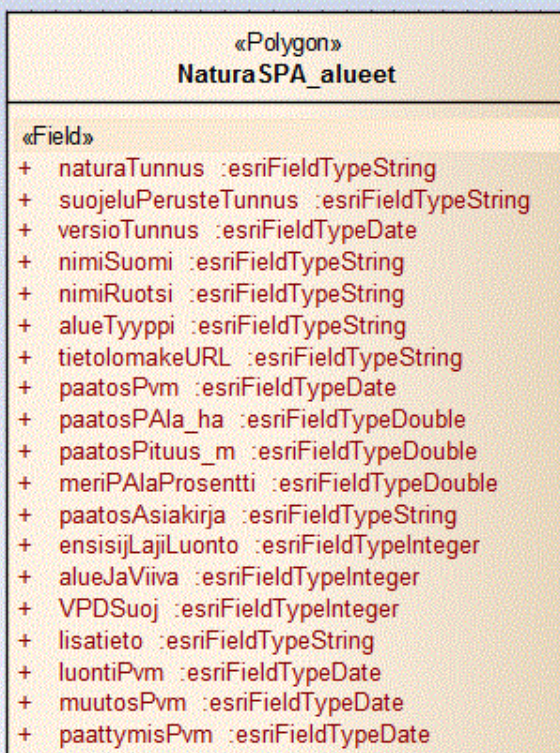 «Polygon»
NaturaSPA_alueet
«Field»
+ naturaTunnus :esriFieldTypeString
+ suojeluPerusteTunnus :esriFieldTypeString
+ versioTunnus :esriFieldTypeDate
+ nimiSuomi :esriFieldTypeString
+ nimiRuotsi :esriFieldTypeString
+ alueTyyppi :esriFieldTypeString
+ tietolomakeURL :esriFieldTypeString
+ paatosPvm :esriFieldTypeDate
+ paatosPAla_ha :esriFieldTypeDouble
+ paatosPituus_m :esriFieldTypeDouble
+ meriPAlaProsentti :esriFieldTypeDouble
+ paatosAsiakirja :esriFieldTypeString
+ ensisijLajiLuonto :esriFieldTypeInteger
+ alueJaViiva :esriFieldTypeInteger
+ VPDSuoj :esriFieldTypeInteger
+ lisatieto :esriFieldTypeString
+ luontiPvm :esriFieldTypeDate
+ muutosPvm :esriFieldTypeDate
+ paattymisPvm :esriFieldTypeDate